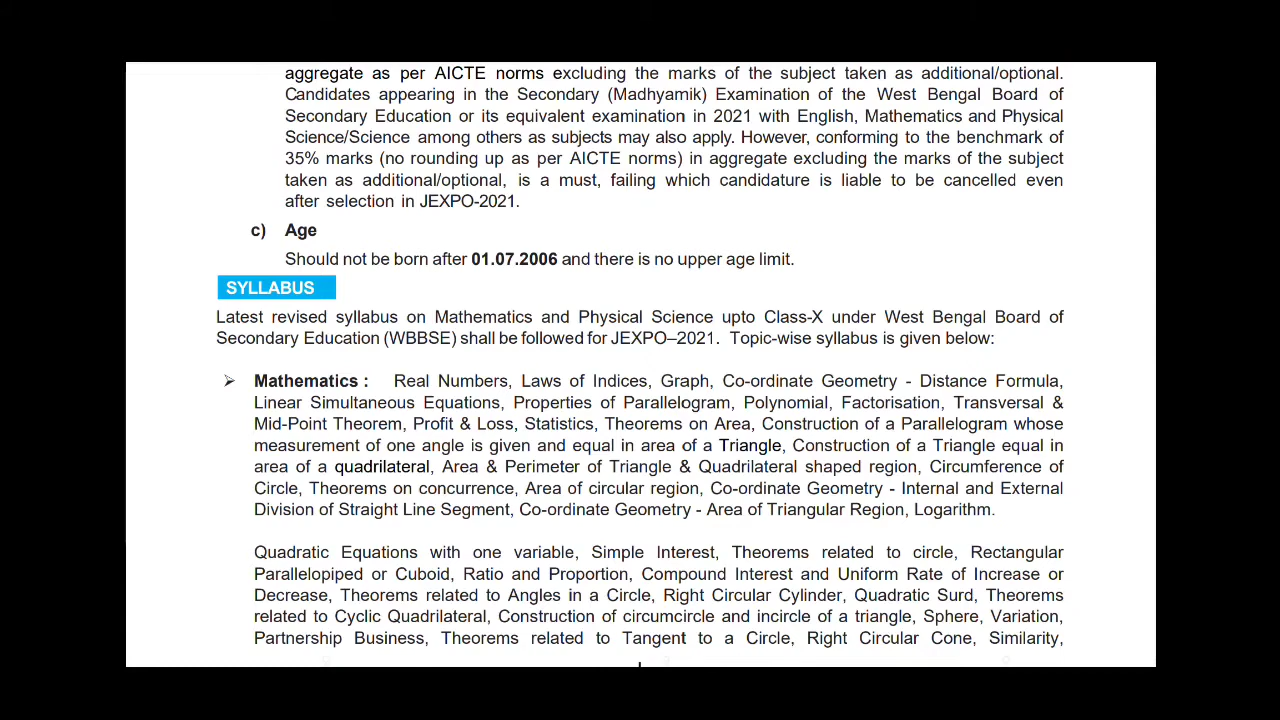 aggregate as per AICTE norms excluding the marks of the subject taken as additional/optional.
Candidates appearing in the Secondary (Madhyamik) Examination of the West Bengal Board of
Secondary Education or its equivalent examination in 2021 with English, Mathematics and Physical
Science/Science among others as subjects may also apply. However, conforming to the benchmark of
35% marks (no rounding up as per AICTE norms) in aggregate excluding the marks of the subject
taken as additional/optional, is a must, failing which candidature is liable to be cancelled even
after selection in JEXPO-2021.
c) Age
Should not be born after 01.07.2006 and there is no upper age limit.
SYLLABUS
Latest revised syllabus on Mathematics and Physical Science upto Class-X under West Bengal Board of
Secondary Education (WBBSE) shall be followed for JEXPO–2021. Topic-wise syllabus is given below:
➢ Mathematics : Real Numbers, Laws of Indices, Graph, Co-ordinate Geometry - Distance Formula,
Linear Simultaneous Equations, Properties of Parallelogram, Polynomial, Factorisation, Transversal &
Mid-Point Theorem, Profit & Loss, Statistics, Theorems on Area, Construction of a Parallelogram whose
measurement of one angle is given and equal in area of a Triangle, Construction of a Triangle equal in
area of a quadrilateral, Area & Perimeter of Triangle & Quadrilateral shaped region, Circumference of
Circle, Theorems on concurrence, Area of circular region, Co-ordinate Geometry - Internal and External
Division of Straight Line Segment, Co-ordinate Geometry - Area of Triangular Region, Logarithm.
Quadratic Equations with one variable, Simple Interest, Theorems related to circle, Rectangular
Parallelopiped or Cuboid, Ratio and Proportion, Compound Interest and Uniform Rate of Increase or
Decrease, Theorems related to Angles in a Circle, Right Circular Cylinder, Quadratic Surd, Theorems
related to Cyclic Quadrilateral, Construction of circumcircle and incircle of a triangle, Sphere, Variation,
Partnership Business, Theorems related to Tangent to a Circle, Right Circular Cone, Similarity,